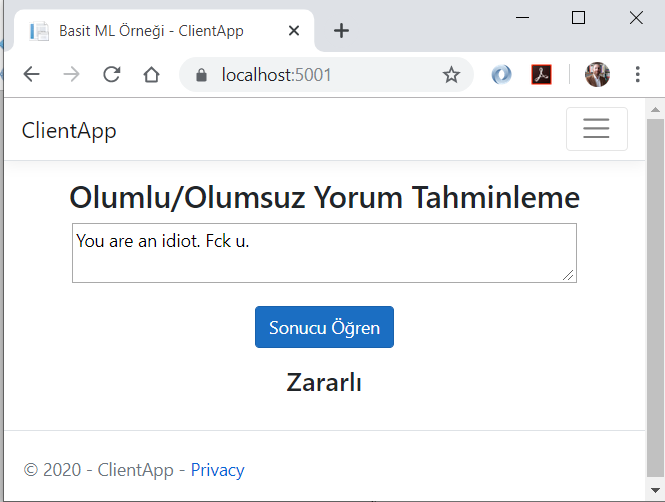 Basit ML Örneği - ClientApp
localhost:5001
ClientApp
Olumlu/Olumsuz Yorum Tahminleme
You are an idiot. Fck u.
Sonucu Öğren
Zararlı
© 2020 - ClientApp - Privacy